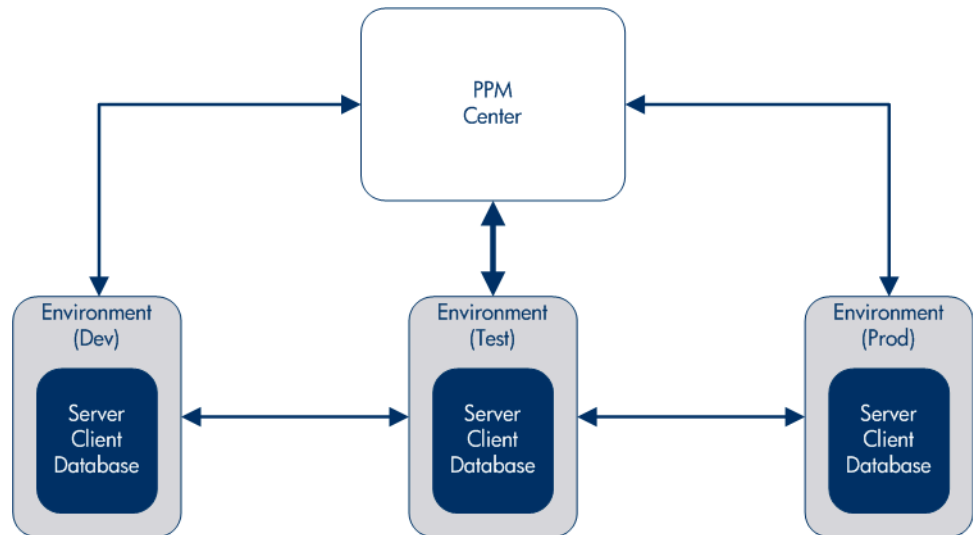 PPM
Center
Environment
(Dev)
Server
Client
Database
Environment
(Test)
Server
Client
Database
Environment
(Prod)
Server
Client
Database